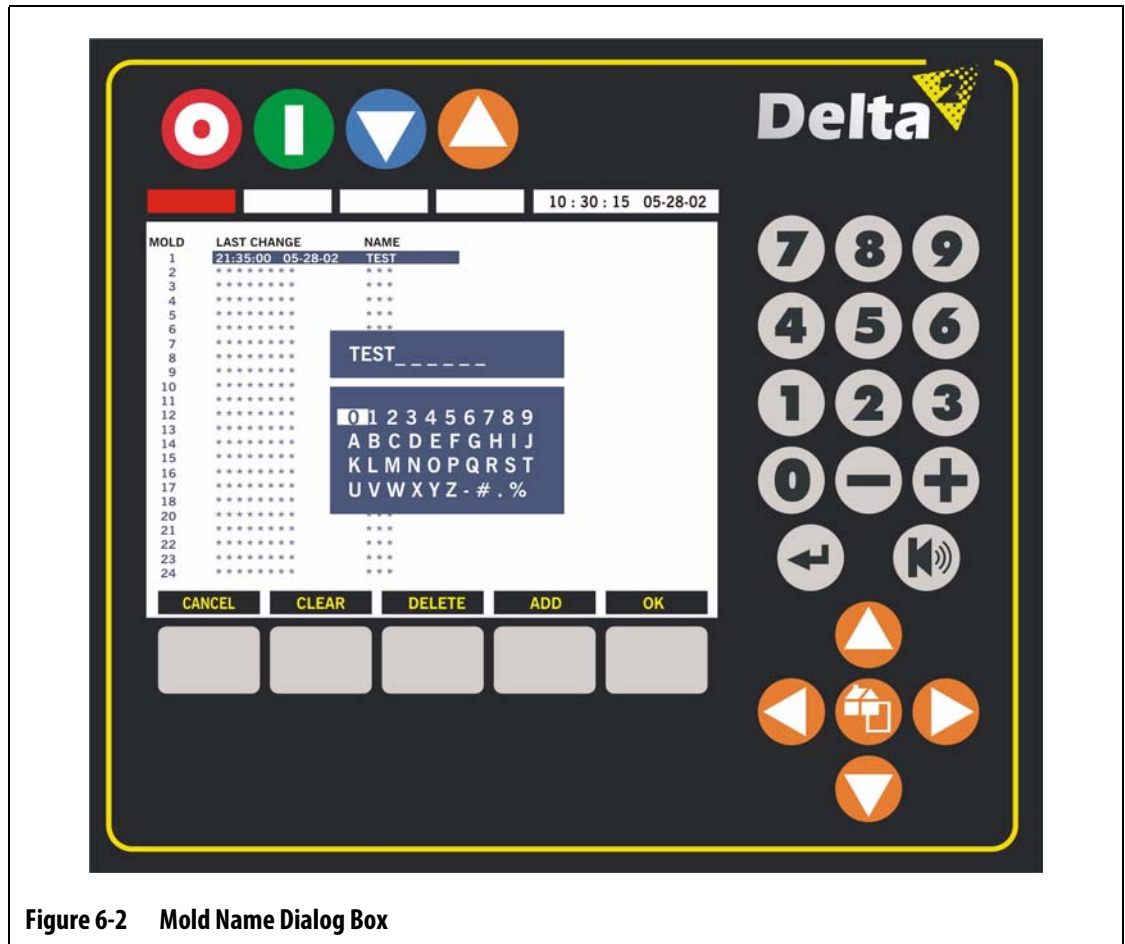 Delta 2
10 : 30 : 15 05-28-02
MOLD LAST CHANGE NAME
1 21:35:00 05-28-02 TEST
2 ******** ***
3 ******** ***
4 ******** ***
5 ******** ***
6 ******** ***
7 ********
8 ********
9 ********
10 ********
11 ********
12 ********
13 ********
14 ********
15 ********
16 ********
17 ********
18 ********
20 ******** ***
21 ******** ***
22 ******** ***
23 ******** ***
24 ******** ***
TEST_ _ _ _ _ _
0 1 2 3 4 5 6 7 8 9
A B C D E F G H I J
K L M N O P Q R S T
U V W X Y Z - # . %
CANCEL CLEAR DELETE ADD OK
7 8 9
4 5 6
1 2 3
0 - +
Figure 6-2 Mold Name Dialog Box